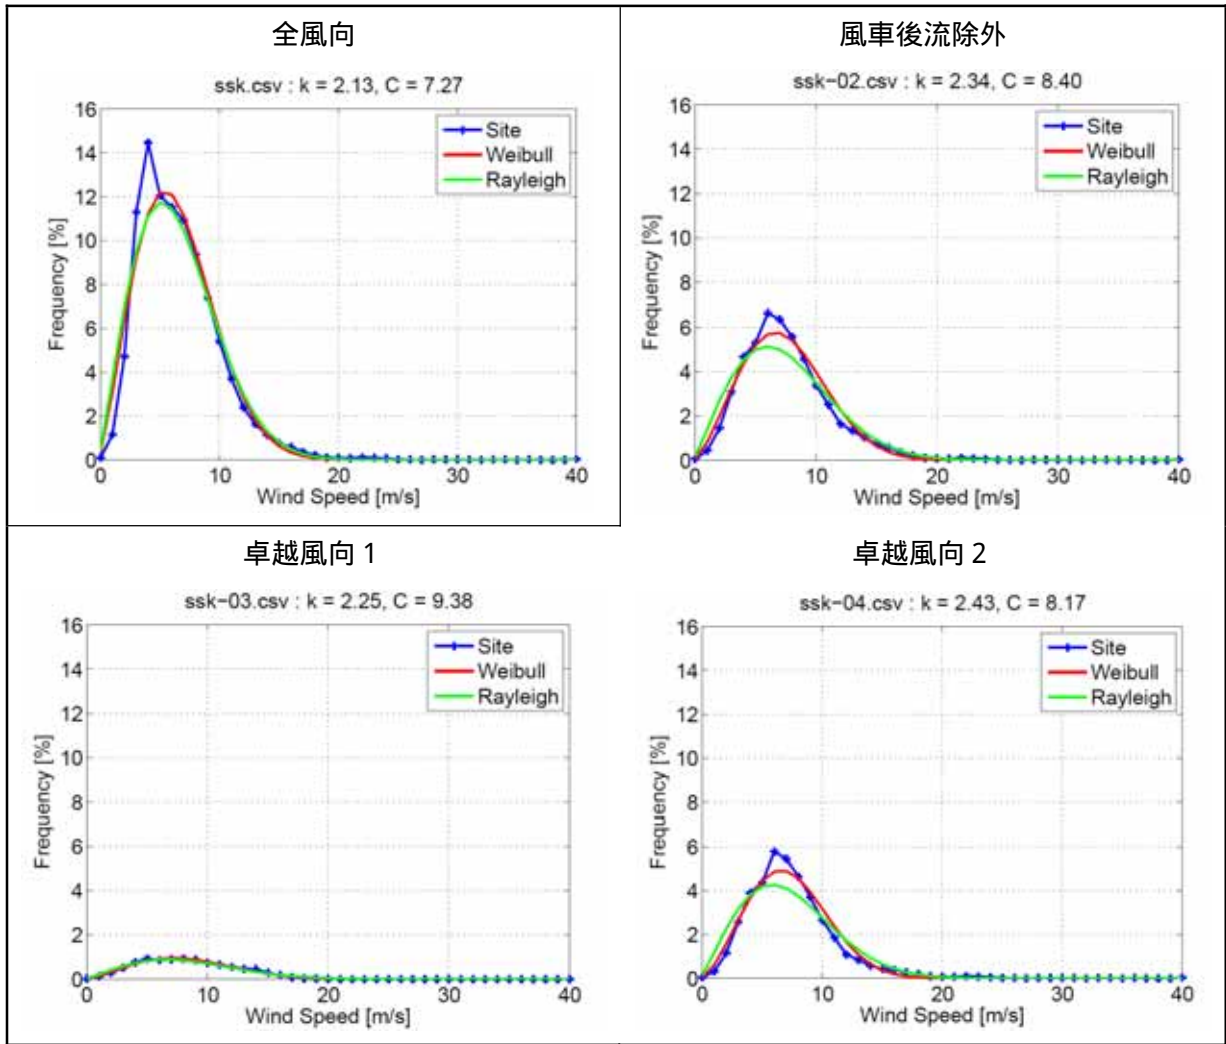 全風向
ssk.csv : k = 2.13, C = 7.27
16
14
12
10
8
6
4
2
0
Frequency [%]
Site
Weibull
Rayleigh
0 10 20 30 40
Wind Speed [m/s]
風車後流除外
ssk-02.csv : k = 2.34, C = 8.40
16
14
12
10
8
6
4
2
0
Frequency [%]
Site
Weibull
Rayleigh
0 10 20 30 40
Wind Speed [m/s]
卓越風向 1
ssk-03.csv : k = 2.25, C = 9.38
16
14
12
10
8
6
4
2
0
Frequency [%]
Site
Weibull
Rayleigh
0 10 20 30 40
Wind Speed [m/s]
卓越風向 2
ssk-04.csv : k = 2.43, C = 8.17
16
14
12
10
8
6
4
2
0
Frequency [%]
Site
Weibull
Rayleigh
0 10 20 30 40
Wind Speed [m/s]